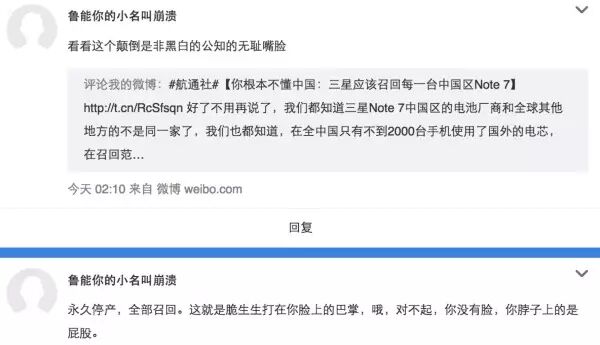 鲁能你的小名叫崩溃
看看这个颠倒是非黑白的公知的无耻嘴脸
评论我的微博：#航通社#【你根本不懂中国：三星应该召回每一台中国区Note 7】
http://t.cn/RcSfsqn 好了不用再说了，我们都知道三星Note 7中国区的电池厂商和全球其他
地方的不是同一家了，我们也都知道，在全中国只有不到2000台手机使用了国外的电芯，
在召回范…
今天 02:10 来自 微博 weibo.com
回复
鲁能你的小名叫崩溃
永久停产，全部召回。这就是脆生生打在你脸上的巴掌，哦，对不起，你没有脸，你脖子上的是
屁股。